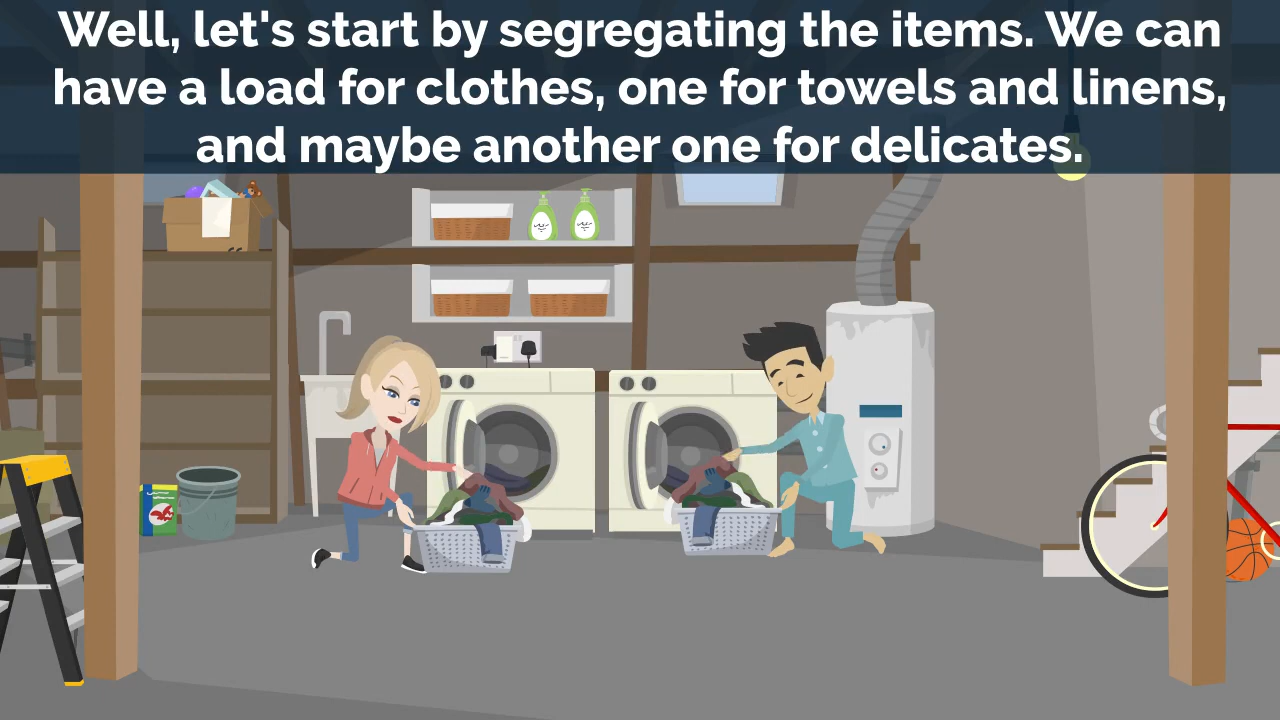 Well, let's start by segregating the items. We can
have a load for clothes, one for towels and linens,
and maybe another one for delicates.